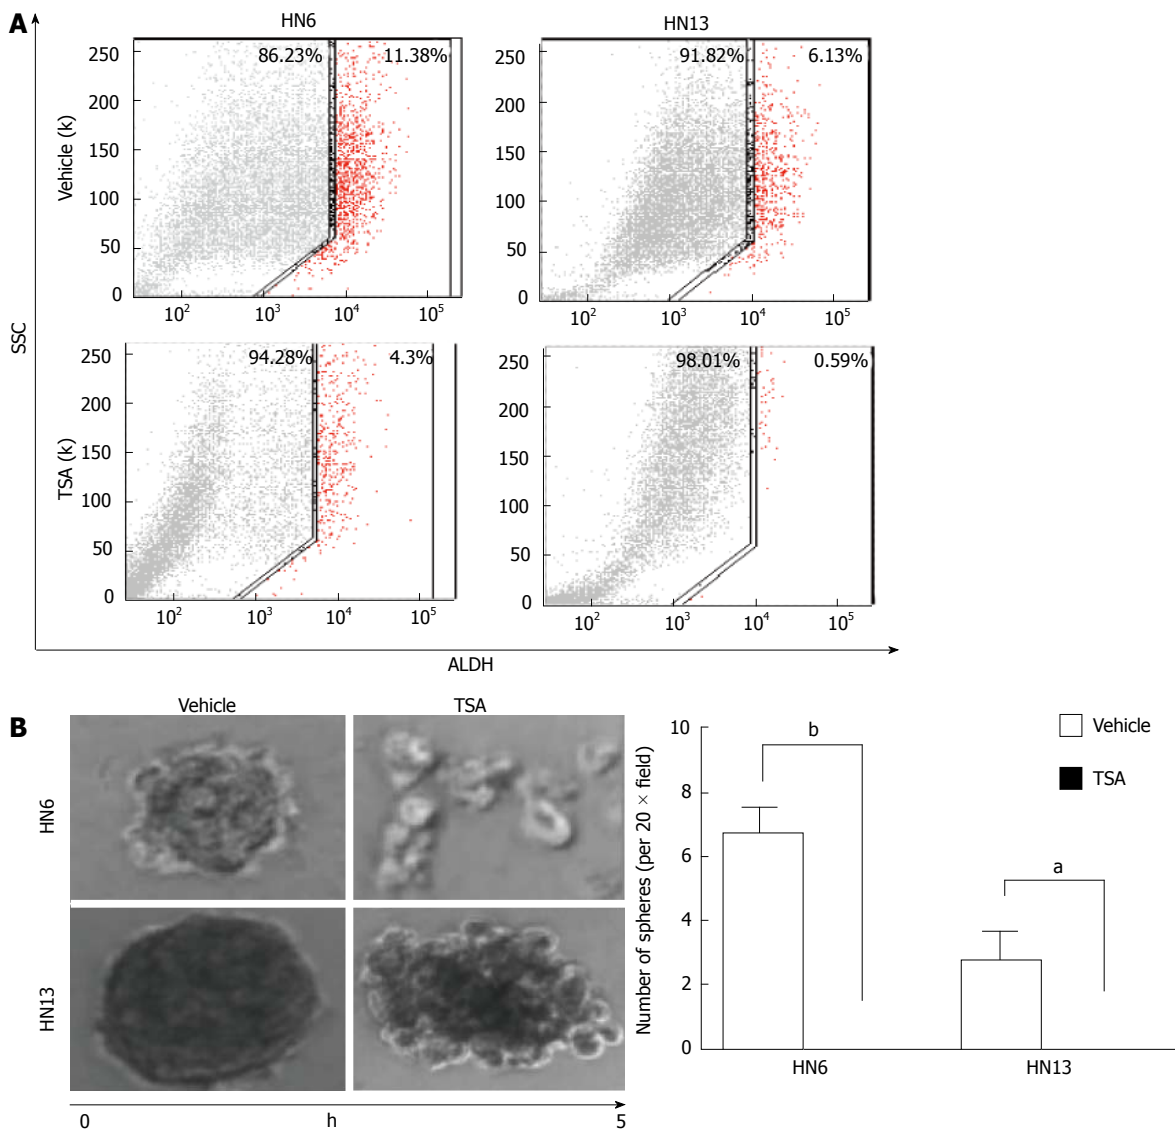 A
HN6
HN13
86.23% 11.38%
91.82% 6.13%
Vehicle (k)
250
200
150
100
50
0
10² 10³ 10⁴ 10⁵
250
200
150
100
50
0
10² 10³ 10⁴ 10⁵
SSC
94.28% 4.3%
98.01% 0.59%
TSA (k)
250
200
150
100
50
0
10² 10³ 10⁴ 10⁵
250
200
150
100
50
0
10² 10³ 10⁴ 10⁵
ALDH
B
Vehicle TSA
HN6
HN13
0 h 5
Number of spheres (per 20 × field)
10
8
6
4
2
0
b
a
HN6 HN13
Vehicle
TSA